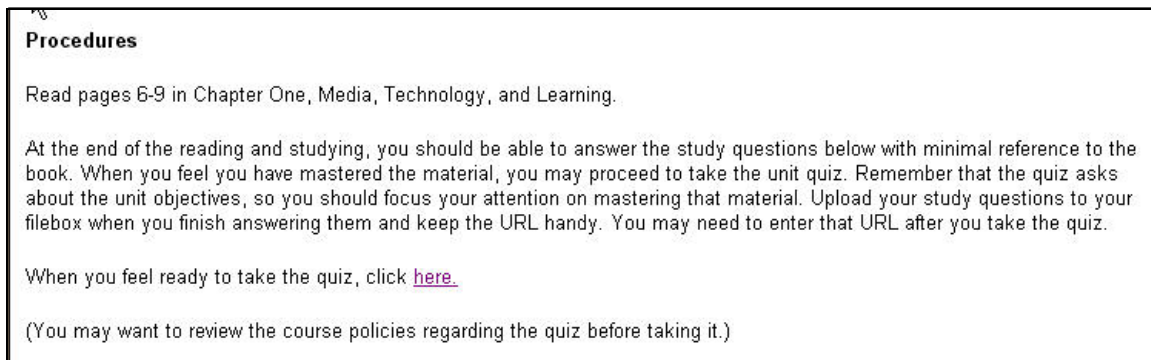 Procedures
Read pages 6-9 in Chapter One, Media, Technology, and Learning.
At the end of the reading and studying, you should be able to answer the study questions below with minimal reference to the
book. When you feel you have mastered the material, you may proceed to take the unit quiz. Remember that the quiz asks
about the unit objectives, so you should focus your attention on mastering that material. Upload your study questions to your
filebox when you finish answering them and keep the URL handy. You may need to enter that URL after you take the quiz.
When you feel ready to take the quiz, click here.
(You may want to review the course policies regarding the quiz before taking it.)